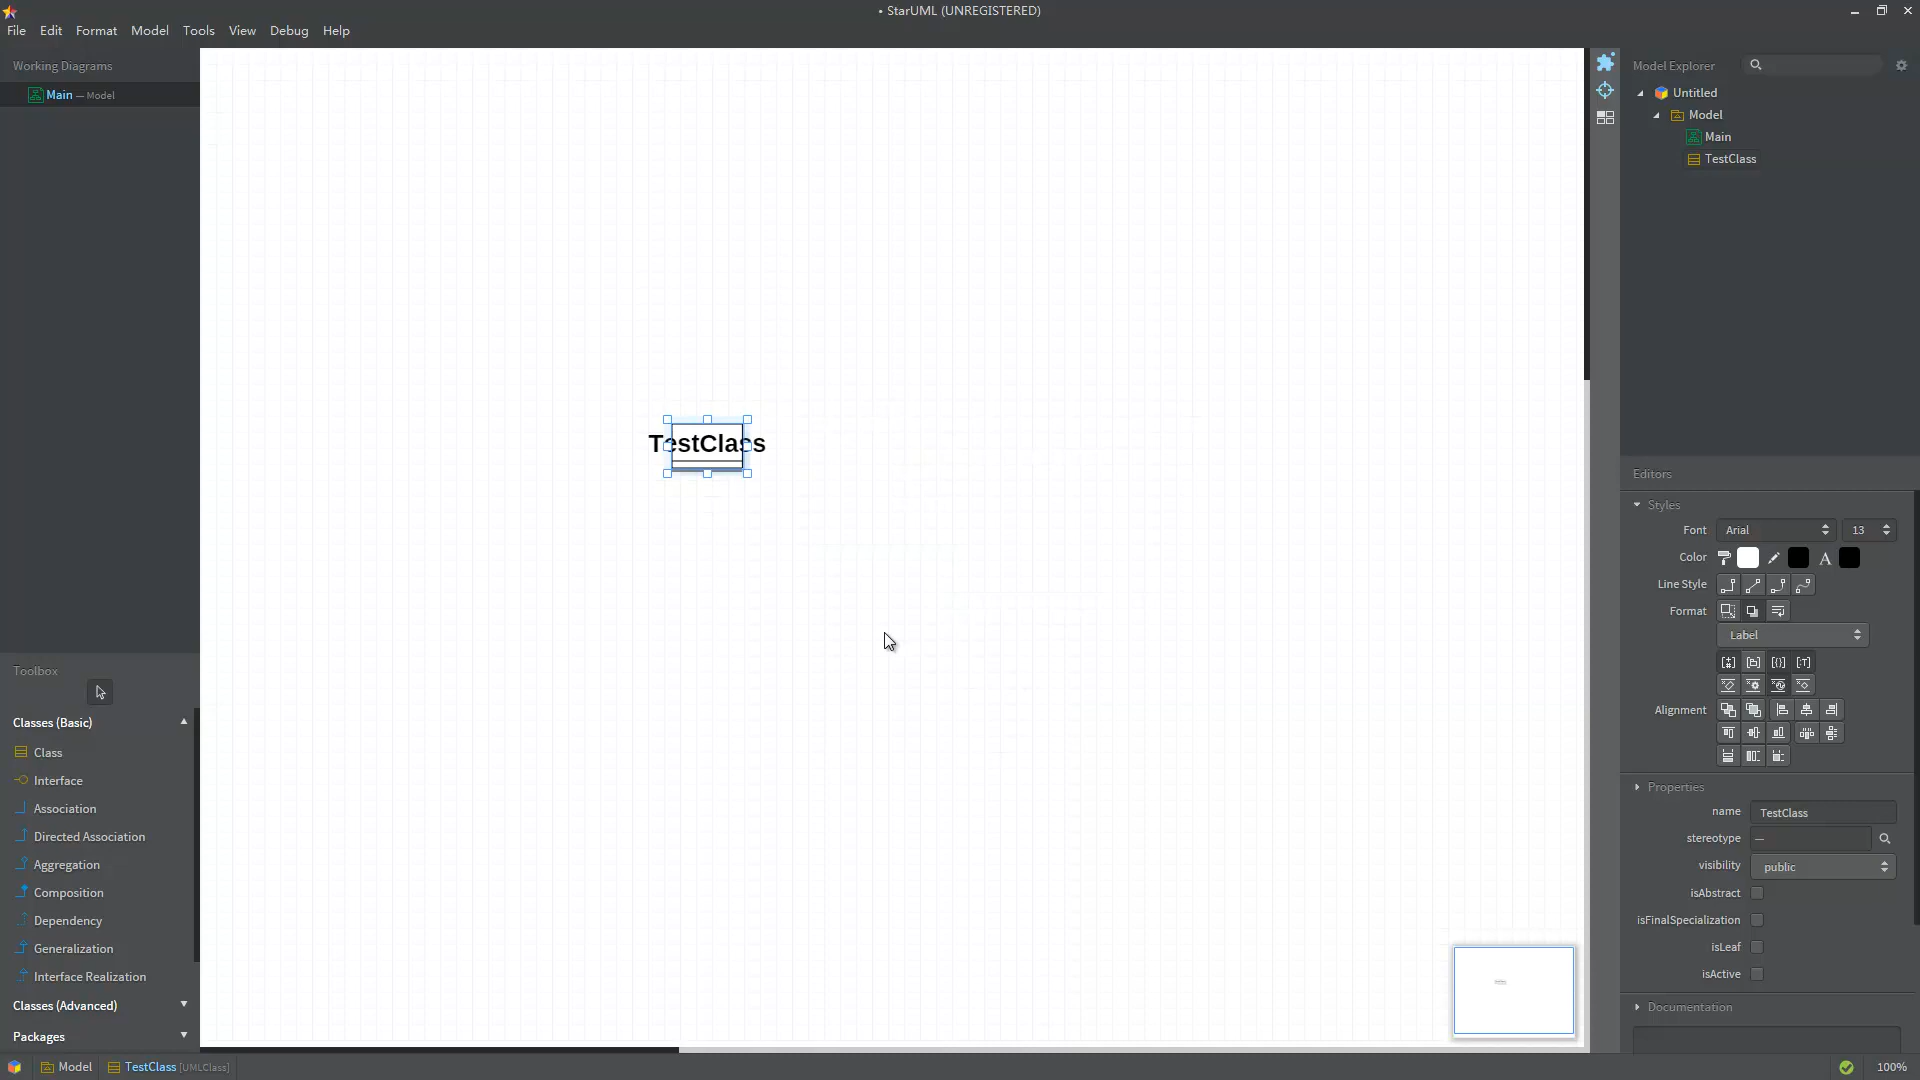 • StarUML (UNREGISTERED)
File Edit Format Model Tools View Debug Help
Working Diagrams
Main — Model
TestClass
Toolbox
Classes (Basic)
Class
Interface
Association
Directed Association
Aggregation
Composition
Dependency
Generalization
Interface Realization
Classes (Advanced)
Packages
Model Explorer
Untitled
Model
Main
TestClass
Editors
Styles
Font Arial 13
Color A
Line Style
Format
Label
Alignment
Properties
name TestClass
stereotype —
visibility public
isAbstract
isFinalSpecialization
isLeaf
isActive
Documentation
Model TestClass [UMLClass] 100%